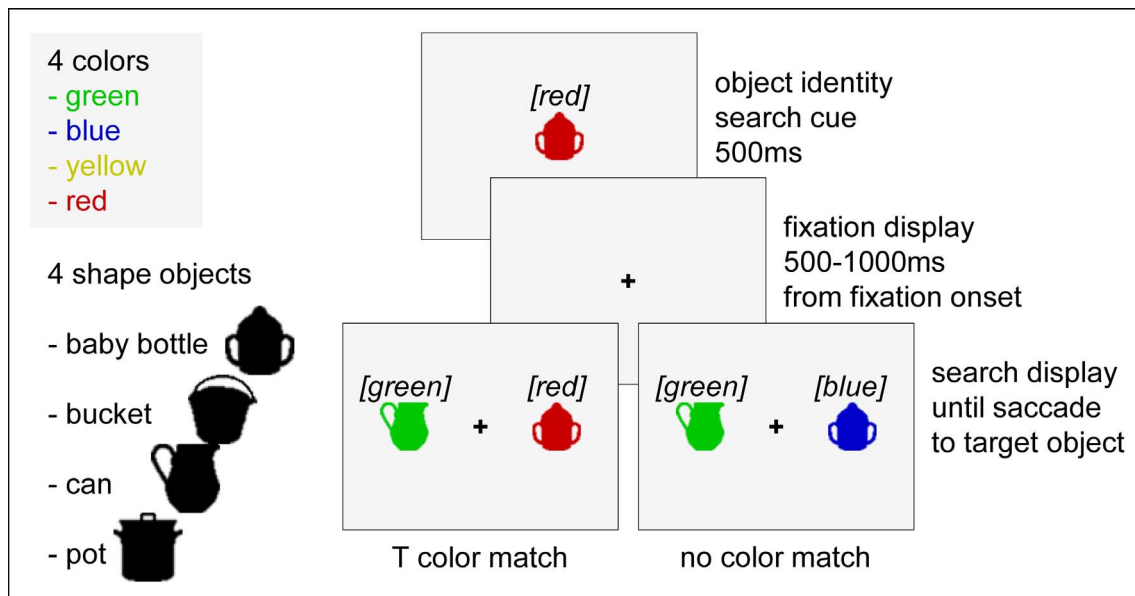 4 colors
- green
- blue
- yellow
- red
4 shape objects
- baby bottle
- bucket
- can
- pot
[red]
object identity
search cue
500ms
+
fixation display
500-1000ms
from fixation onset
[green] [red]
+
[green] [blue]
+
search display
until saccade
to target object
T color match
no color match